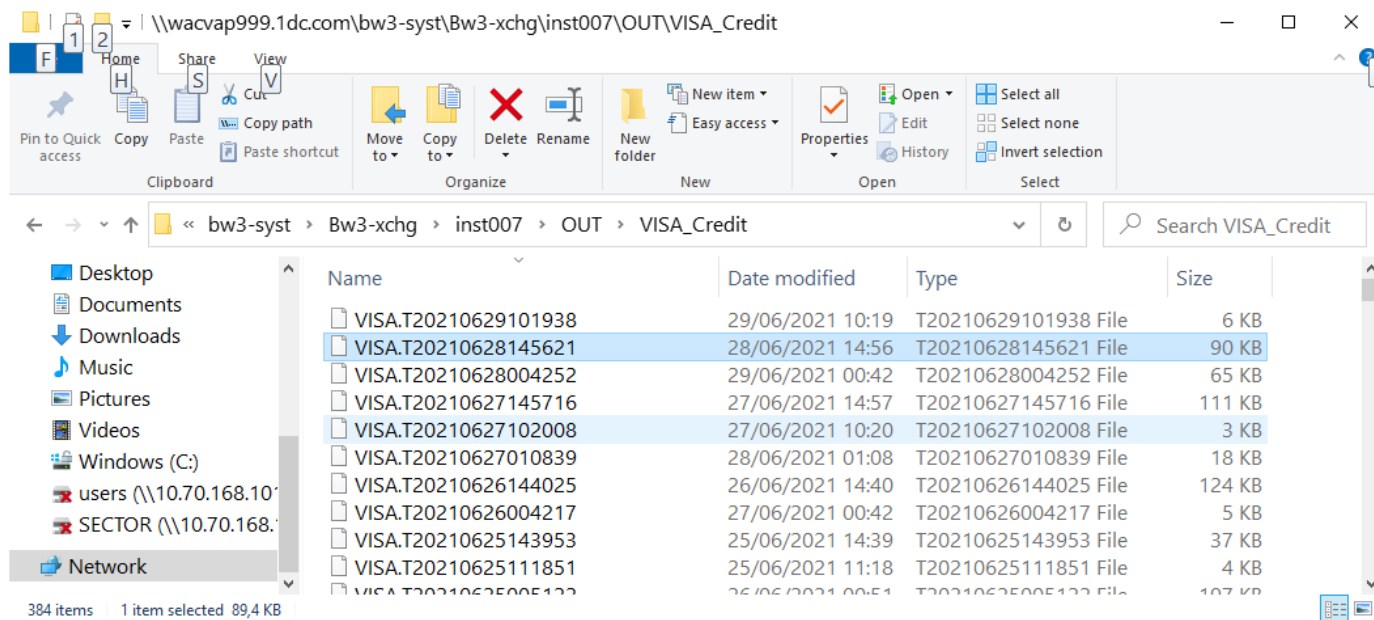 \\wacvap999.1dc.com\bw3-syst\Bw3-xchg\inst007\OUT\VISA_Credit
1 2
F Home Share View
H S V
Cut
Copy path
Paste shortcut
Pin to Quick access
Copy
Paste
Move to
Copy to
Delete
Rename
New folder
New item
Easy access
Properties
Open
Edit
History
Select all
Select none
Invert selection
Clipboard Organize New Open Select
« bw3-syst › Bw3-xchg › inst007 › OUT › VISA_Credit
Search VISA_Credit
Desktop
Documents
Downloads
Music
Pictures
Videos
Windows (C:)
users (\\10.70.168.10
SECTOR (\\10.70.168.
Network
Name Date modified Type Size
VISA.T20210629101938 29/06/2021 10:19 T20210629101938 File 6 KB
VISA.T20210628145621 28/06/2021 14:56 T20210628145621 File 90 KB
VISA.T20210628004252 29/06/2021 00:42 T20210628004252 File 65 KB
VISA.T20210627145716 27/06/2021 14:57 T20210627145716 File 111 KB
VISA.T20210627102008 27/06/2021 10:20 T20210627102008 File 3 KB
VISA.T20210627010839 28/06/2021 01:08 T20210627010839 File 18 KB
VISA.T20210626144025 26/06/2021 14:40 T20210626144025 File 124 KB
VISA.T20210626004217 27/06/2021 00:42 T20210626004217 File 5 KB
VISA.T20210625143953 25/06/2021 14:39 T20210625143953 File 37 KB
VISA.T20210625111851 25/06/2021 11:18 T20210625111851 File 4 KB
384 items 1 item selected 89,4 KB